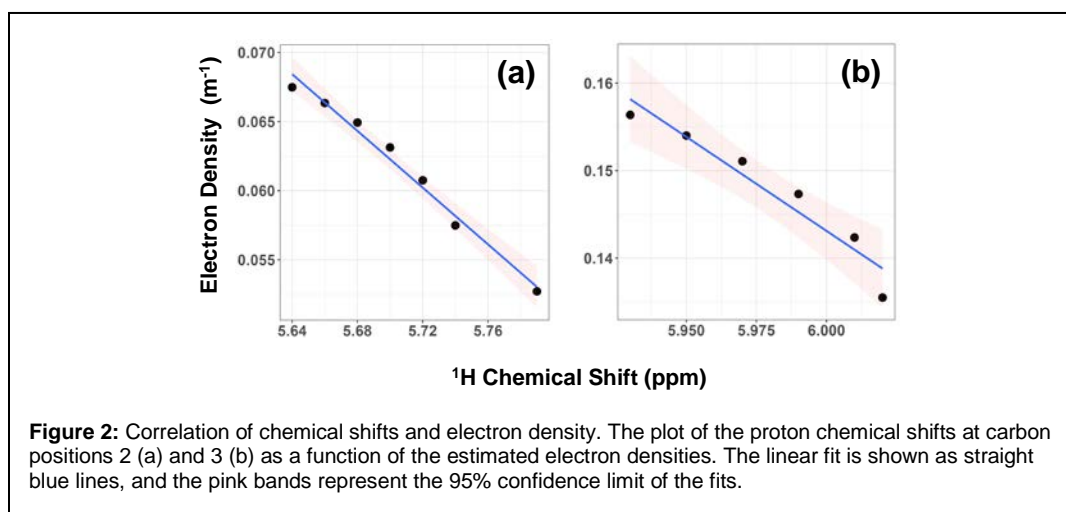 (a)
(b)
Electron Density (m⁻¹)
0.070
0.065
0.060
0.055
5.64
5.68
5.72
5.76
0.16
0.15
0.14
5.950
5.975
6.000
¹H Chemical Shift (ppm)
Figure 2: Correlation of chemical shifts and electron density. The plot of the proton chemical shifts at carbon
positions 2 (a) and 3 (b) as a function of the estimated electron densities. The linear fit is shown as straight
blue lines, and the pink bands represent the 95% confidence limit of the fits.